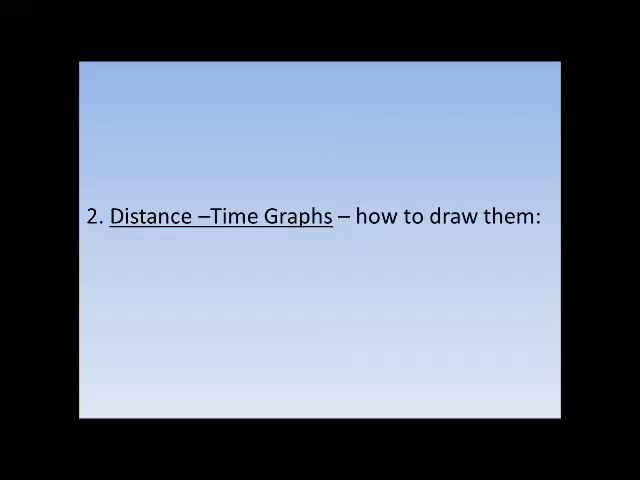 2. Distance –Time Graphs – how to draw them: